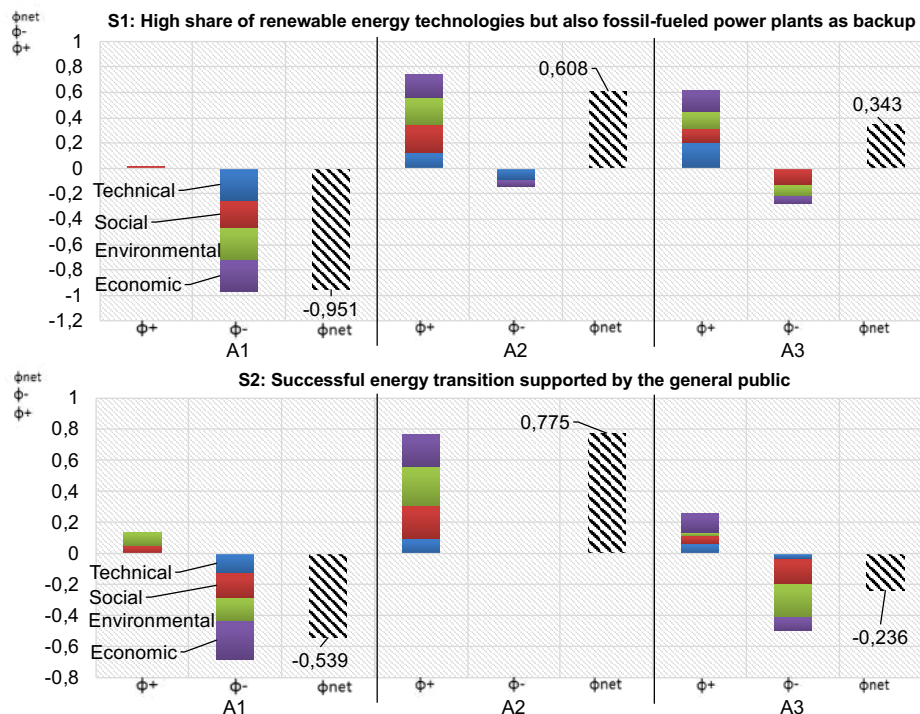 S1: High share of renewable energy technologies but also fossil-fueled power plants as backup
ϕnet
ϕ-
ϕ+
1
0,8
0,6
0,4
0,2
0
-0,2
-0,4
-0,6
-0,8
-1
-1,2
Technical
Social
Environmental
Economic
-0,951
0,608
0,343
ϕ+ ϕ- ϕnet ϕ+ ϕ- ϕnet ϕ+ ϕ- ϕnet
A1 A2 A3
S2: Successful energy transition supported by the general public
ϕnet
ϕ-
ϕ+
1
0,8
0,6
0,4
0,2
0
-0,2
-0,4
-0,6
-0,8
Technical
Social
Environmental
Economic
-0,539
0,775
-0,236
ϕ+ ϕ- ϕnet ϕ+ ϕ- ϕnet ϕ+ ϕ- ϕnet
A1 A2 A3